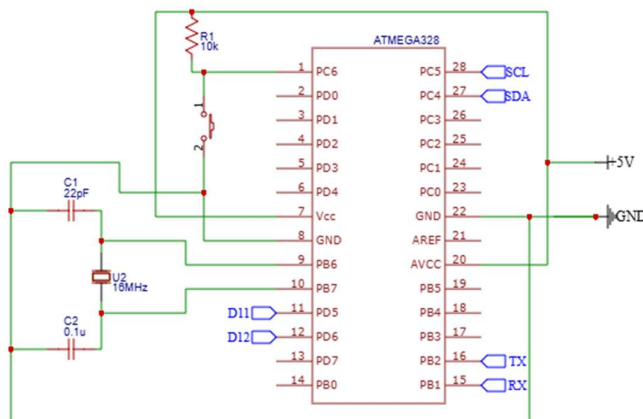 ATMEGA328
R1
10k
1 PC6
2 PD0
3 PD1
4 PD2
5 PD3
6 PD4
7 Vcc
8 GND
9 PB6
10 PB7
11 PD5
12 PD6
13 PD7
14 PB0
PC5 28 SCL
PC4 27 SDA
PC3 26
PC2 25
PC1 24
PC0 23
GND 22
AREF 21
AVCC 20
PB5 19
PB4 18
PB3 17
PB2 16 TX
PB1 15 RX
1
2
C1
22pF
U2
16MHz
C2
0.1u
D11
D12
+5V
GND